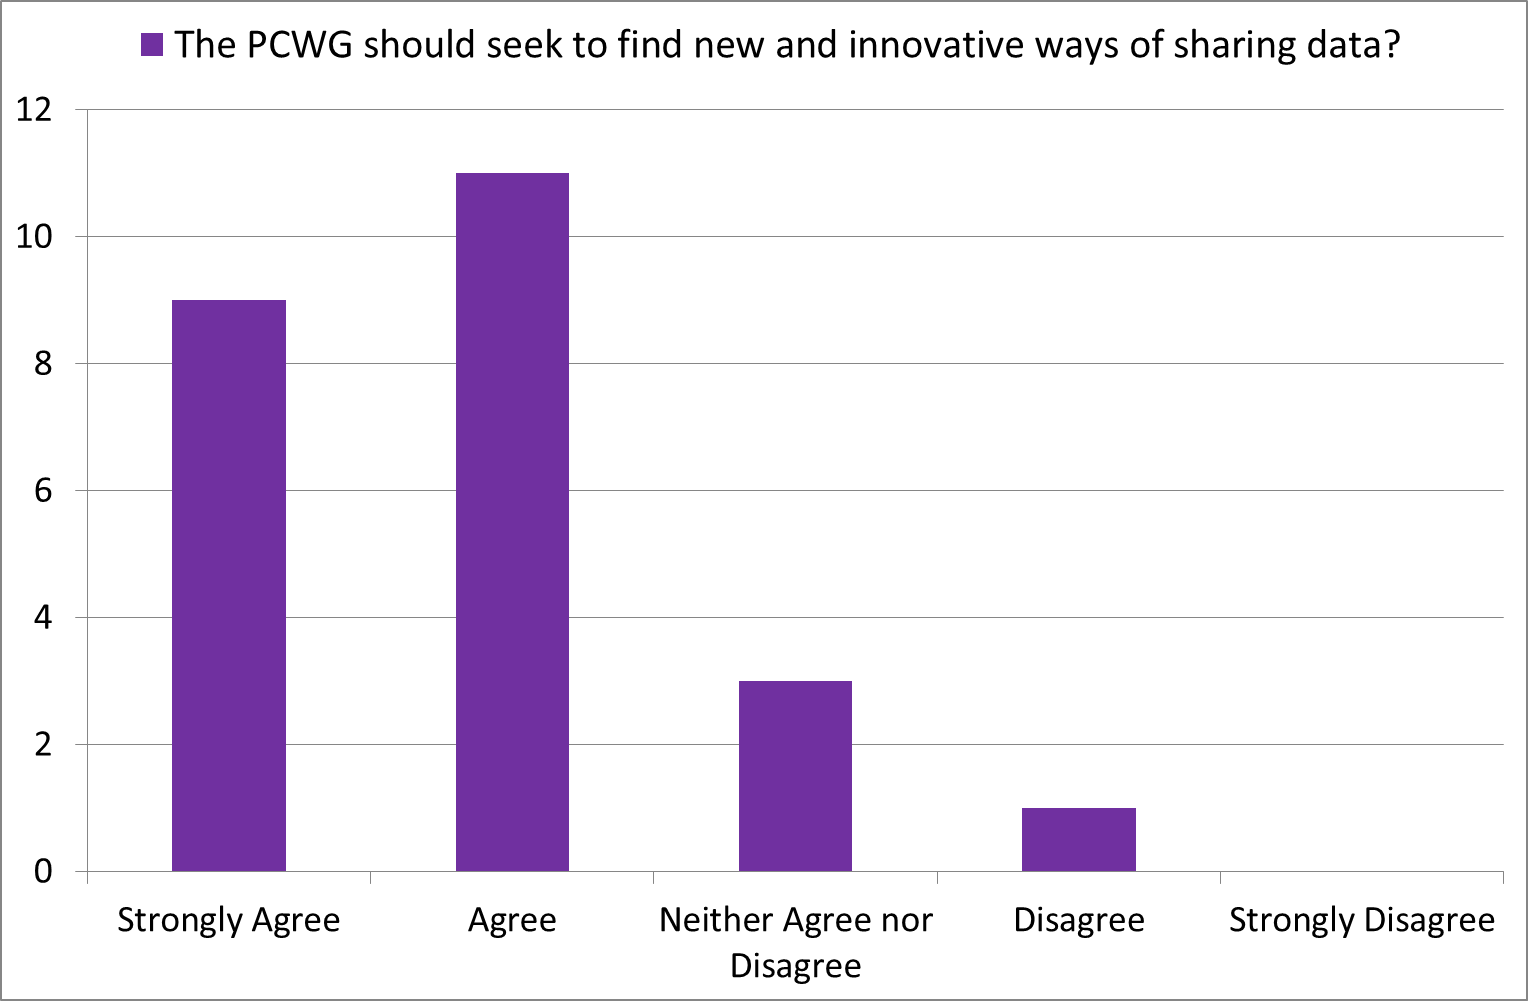 The PCWG should seek to find new and innovative ways of sharing data?
12
10
8
6
4
2
0
Strongly Agree
Agree
Neither Agree nor
Disagree
Disagree
Strongly Disagree